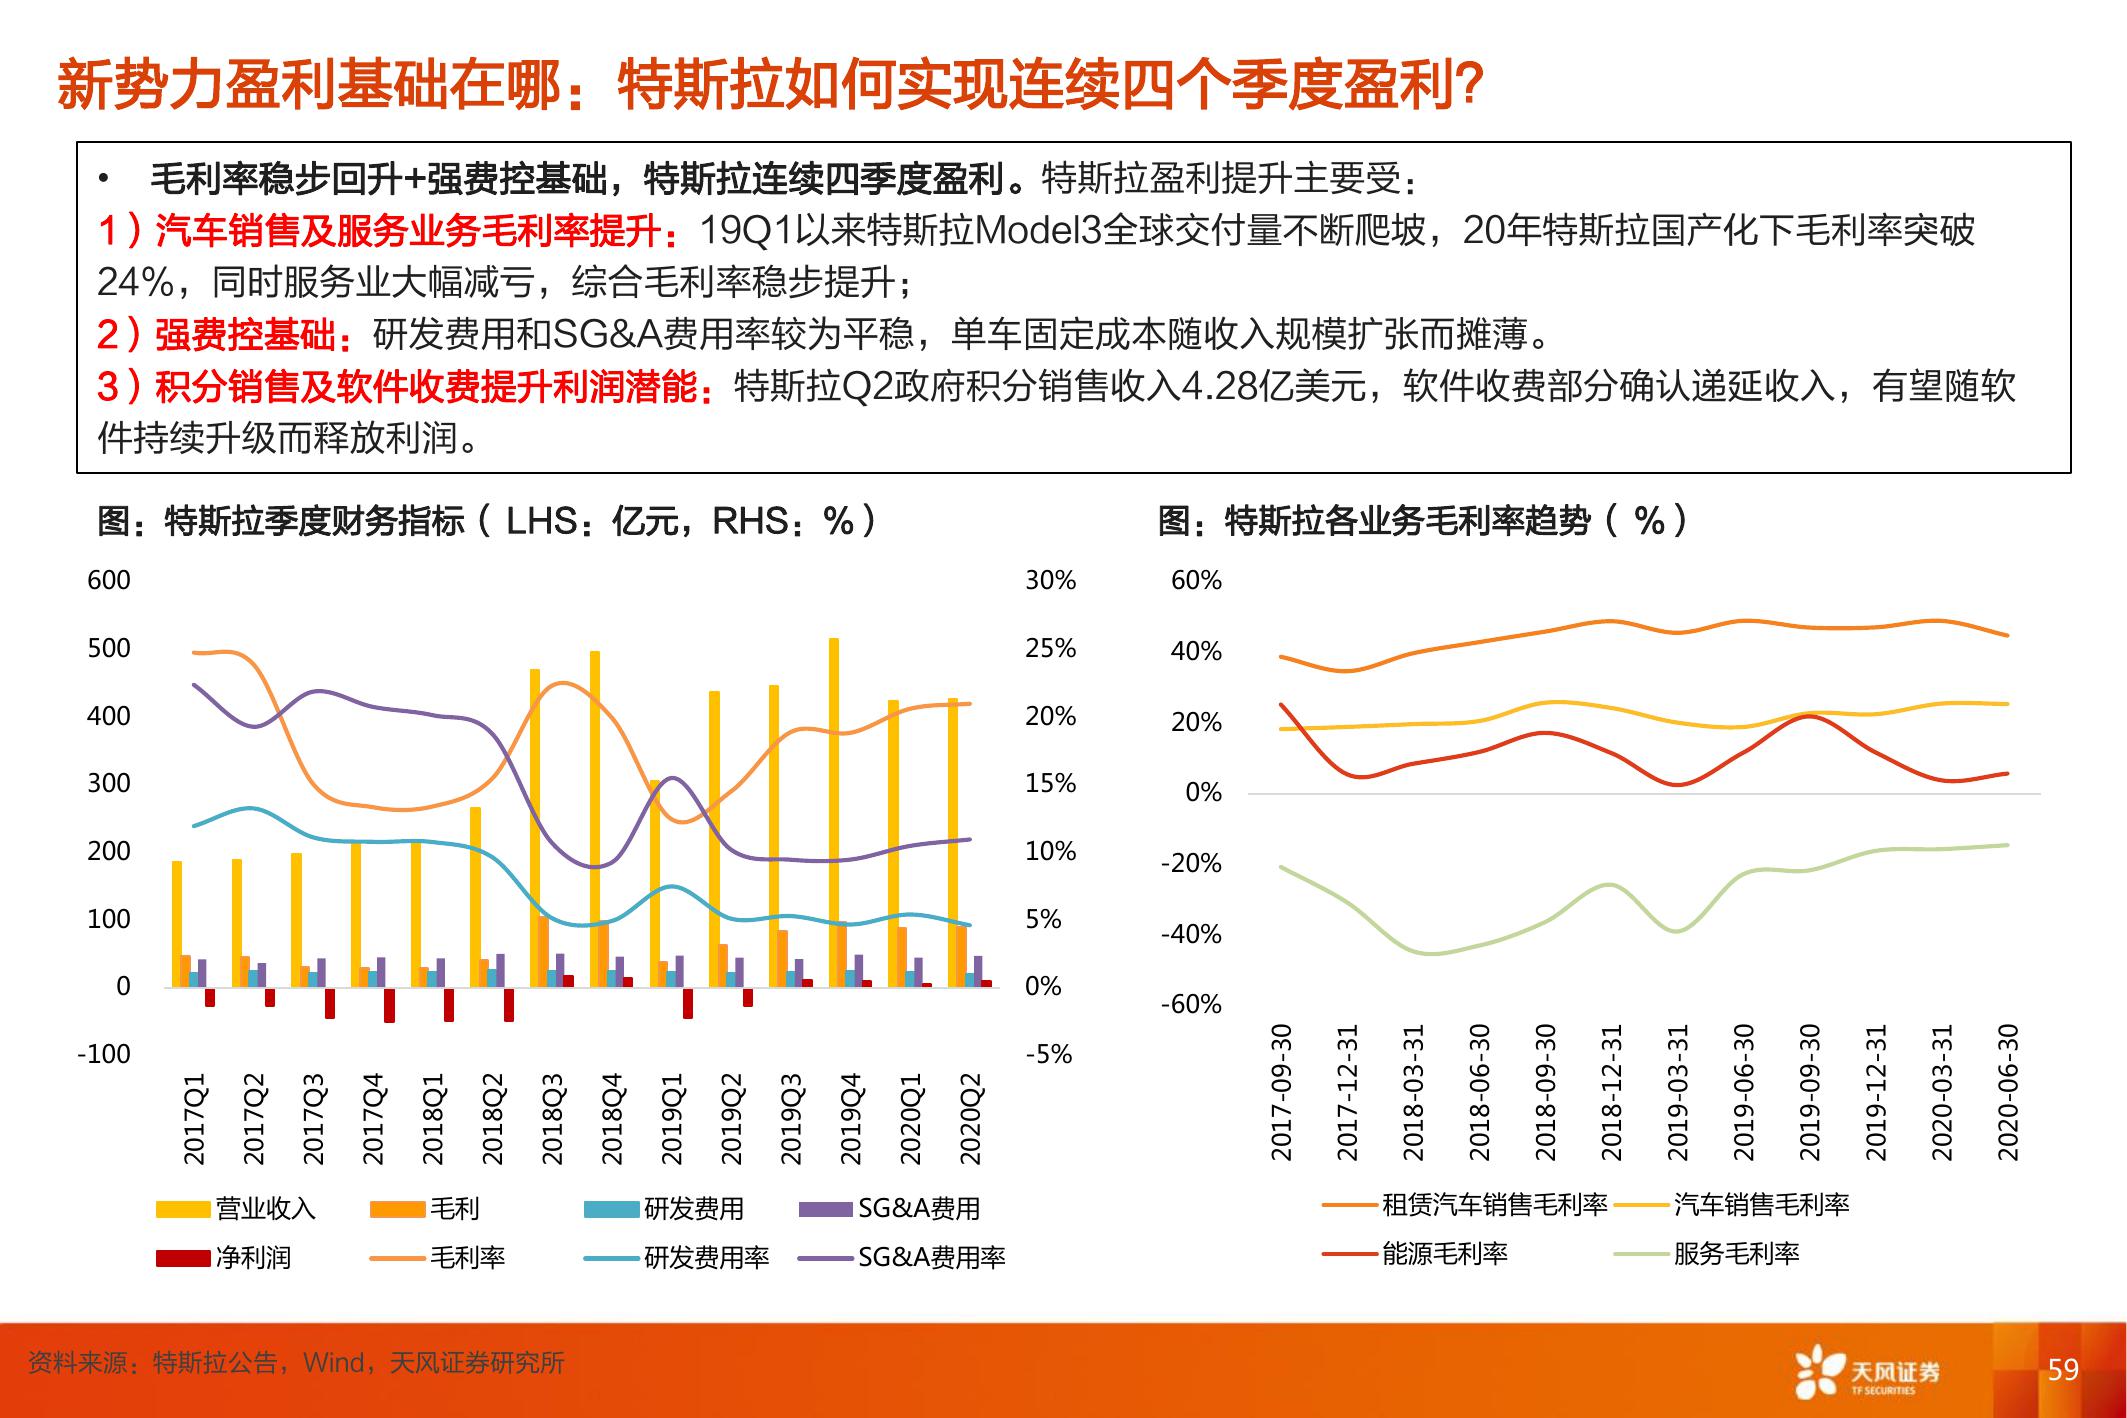 新势力盈利基础在哪：特斯拉如何实现连续四个季度盈利？
• 毛利率稳步回升+强费控基础，特斯拉连续四季度盈利。特斯拉盈利提升主要受：
1）汽车销售及服务业务毛利率提升：19Q1以来特斯拉Model3全球交付量不断爬坡，20年特斯拉国产化下毛利率突破
24%，同时服务业大幅减亏，综合毛利率稳步提升；
2）强费控基础：研发费用和SG&A费用率较为平稳，单车固定成本随收入规模扩张而摊薄。
3）积分销售及软件收费提升利润潜能：特斯拉Q2政府积分销售收入4.28亿美元，软件收费部分确认递延收入，有望随软
件持续升级而释放利润。
图：特斯拉季度财务指标（ LHS：亿元，RHS：%）
600
500
400
300
200
100
0
-100
30%
25%
20%
15%
10%
5%
0%
-5%
2017Q1
2017Q2
2017Q3
2017Q4
2018Q1
2018Q2
2018Q3
2018Q4
2019Q1
2019Q2
2019Q3
2019Q4
2020Q1
2020Q2
营业收入 毛利 研发费用 SG&A费用
净利润 毛利率 研发费用率 SG&A费用率
图：特斯拉各业务毛利率趋势（ %）
60%
40%
20%
0%
-20%
-40%
-60%
2017-09-30
2017-12-31
2018-03-31
2018-06-30
2018-09-30
2018-12-31
2019-03-31
2019-06-30
2019-09-30
2019-12-31
2020-03-31
2020-06-30
租赁汽车销售毛利率 汽车销售毛利率
能源毛利率 服务毛利率
资料来源：特斯拉公告，Wind，天风证券研究所
天风证券
TF SECURITIES
59